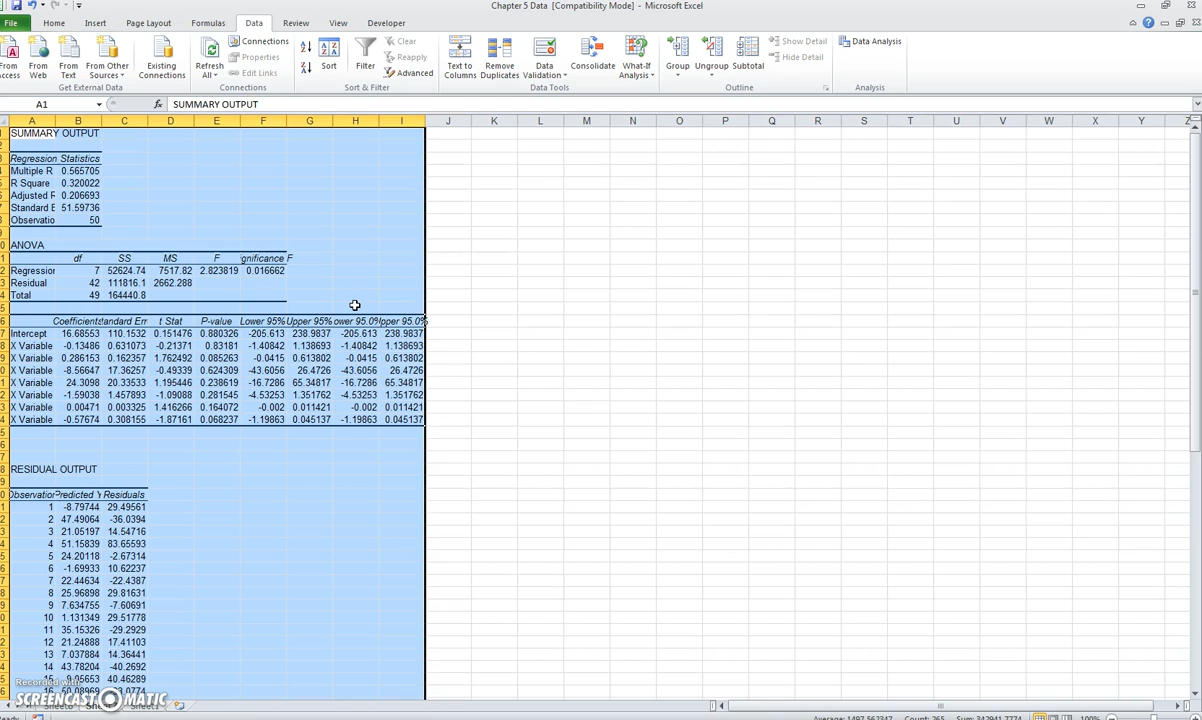 Chapter 5 Data [Compatibility Mode] - Microsoft Excel
File Home Insert Page Layout Formulas Data Review View Developer
From Web From Text From Other Sources Existing Connections Refresh All Connections Properties Edit Links Sort Filter Clear Reapply Advanced Text to Columns Remove Duplicates Data Validation Consolidate What-If Analysis Group Ungroup Subtotal Show Detail Hide Detail Data Analysis
Get External Data Connections Sort & Filter Data Tools Outline Analysis
A1 fx SUMMARY OUTPUT
A B C D E F G H I J K L M N O P Q R S T U V W X Y Z
SUMMARY OUTPUT
Regression Statistics
Multiple R 0.565705
R Square 0.320022
Adjusted R 0.206693
Standard E 51.59736
Observatio 50
ANOVA
df SS MS F gnificance F
Regression 7 52624.74 7517.82 2.823819 0.016662
Residual 42 111816.1 2662.288
Total 49 164440.8
Coefficients tandard Err t Stat P-value Lower 95% Upper 95% ower 95.0% pper 95.0%
Intercept 16.68553 110.1532 0.151476 0.880326 -205.613 238.9837 -205.613 238.9837
X Variable -0.13486 0.631073 -0.21371 0.83181 -1.40842 1.138693 -1.40842 1.138693
X Variable 0.286153 0.162357 1.762492 0.085263 -0.0415 0.613802 -0.0415 0.613802
X Variable -8.56647 17.36257 -0.49339 0.624309 -43.6056 26.4726 -43.6056 26.4726
X Variable 24.3098 20.33533 1.195446 0.238619 -16.7286 65.34817 -16.7286 65.34817
X Variable -1.59038 1.457893 -1.09088 0.281545 -4.53253 1.351762 -4.53253 1.351762
X Variable 0.00471 0.003325 1.416266 0.164072 -0.002 0.011421 -0.002 0.011421
X Variable -0.57674 0.308155 -1.87161 0.068237 -1.19863 0.045137 -1.19863 0.045137
RESIDUAL OUTPUT
Observation Predicted Y Residuals
1 -8.79744 29.49561
2 47.49064 -36.0394
3 21.05197 14.54716
4 51.15839 83.65593
5 24.20118 -2.67314
6 -1.69933 10.62237
7 22.44634 -22.4387
8 25.96898 29.81631
9 7.634755 -7.60691
10 1.131349 29.51778
11 35.15326 -29.2929
12 21.24888 17.41103
13 7.037884 14.36441
14 43.78204 -40.2692
40.46289
Recorded with
SCREENCAST MATIC
Average: 1497.562347 Count: 265 Sum: 342941.7774 100%